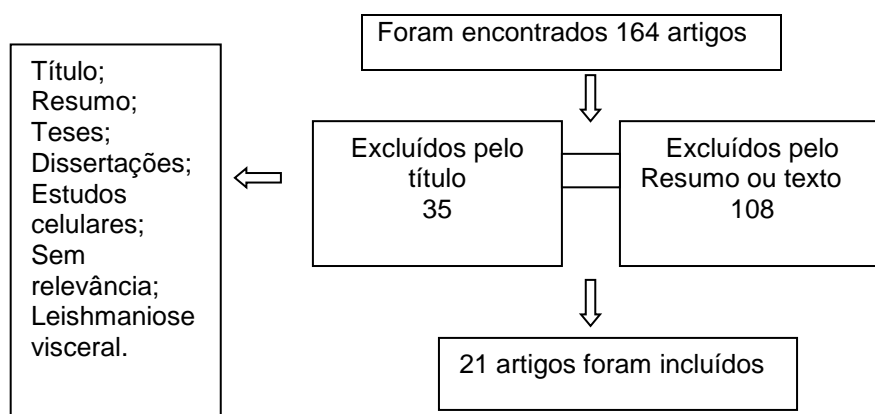 Foram encontrados 164 artigos
Título;
Resumo;
Teses;
Dissertações;
Estudos
celulares;
Sem
relevância;
Leishmaniose
visceral.
Excluídos pelo
título
35
Excluídos pelo
Resumo ou texto
108
21 artigos foram incluídos